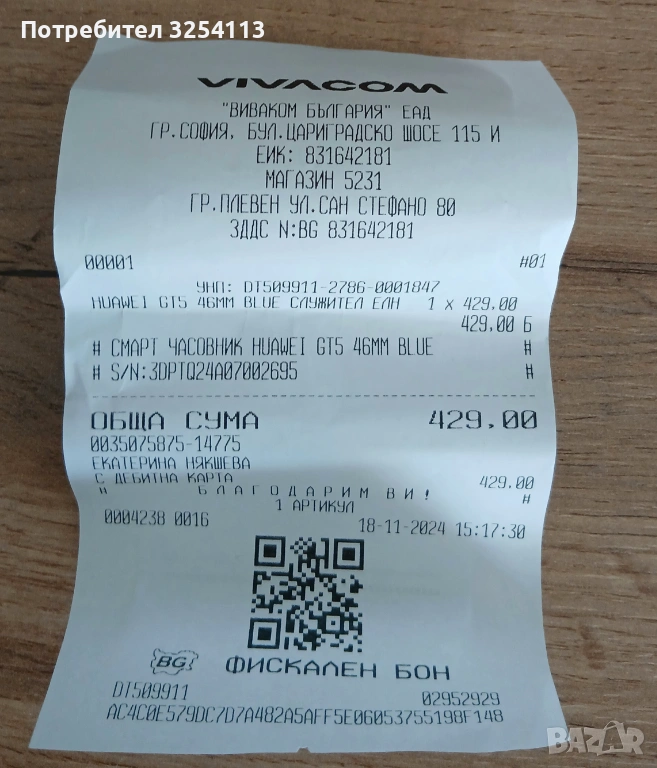 Потребител 3254113
VIVACOM
"ВИВАКОМ БЪЛГАРИЯ" ЕАД
ГР.СОФИЯ, БУЛ.ЦАРИГРАДСКО ШОСЕ 115 И
ЕИК: 831642181
МАГАЗИН 5231
ГР.ПЛЕВЕН УЛ.САН СТЕФАНО 80
ЗДДС N:BG 831642181
00001 #01
УНП: DT509911-2786-0001847
HUAWEI GT5 46MM BLUE СЛУЖИТЕЛ ЕЛН 1 x 429.00
429.00 Б
# СМАРТ ЧАСОВНИК HUAWEI GT5 46MM BLUE #
# S/N:3DPTQ24A07002695 #
ОБЩА СУМА 429.00
0035075875-14775
ЕКАТЕРИНА НЯКШЕВА
С ДЕБИТНА КАРТА 429.00
# Б Л А Г О Д А Р И М В И ! #
1 АРТИКУЛ
0004238 0016 18-11-2024 15:17:30
BG ФИСКАЛЕН БОН
DT509911 02952929
AC4C0E579DC7D7A482A5AFF5E06053755198F148
BAZAR